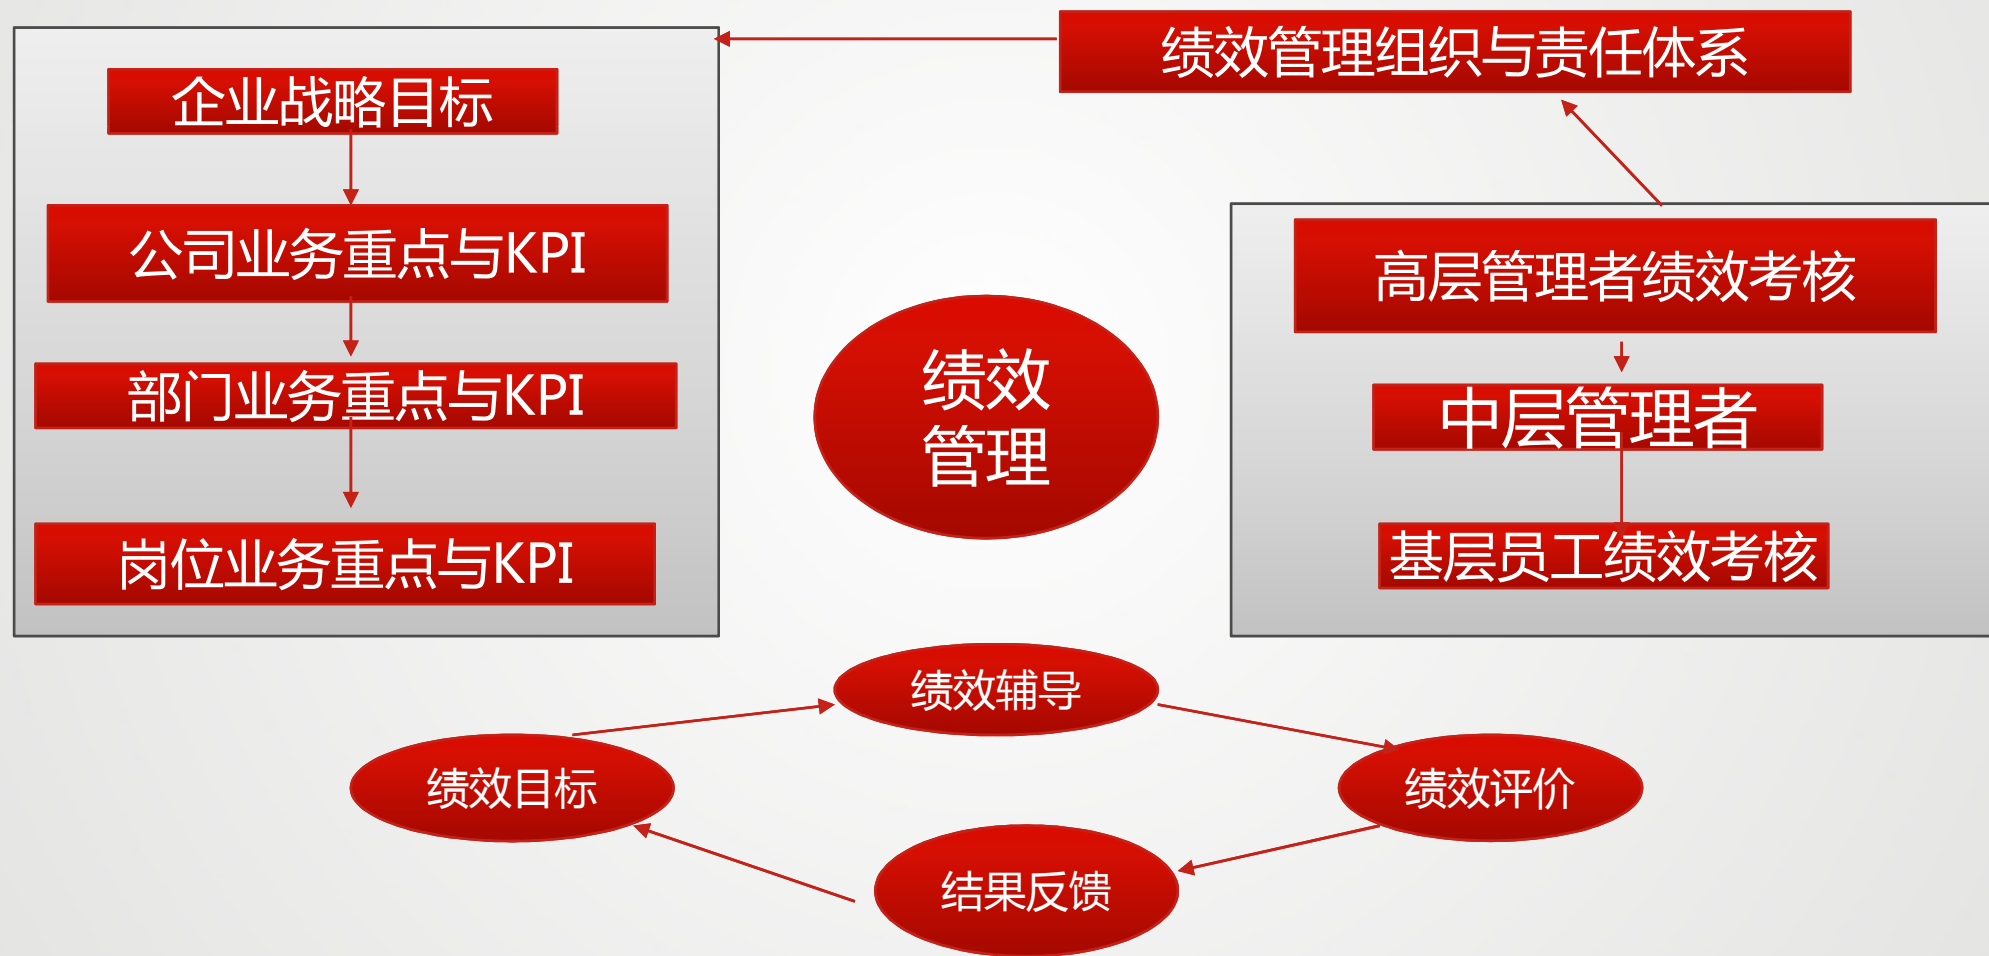 绩效管理组织与责任体系
企业战略目标
公司业务重点与KPI
部门业务重点与KPI
岗位业务重点与KPI
绩效
管理
高层管理者绩效考核
中层管理者
基层员工绩效考核
绩效辅导
绩效目标
绩效评价
结果反馈